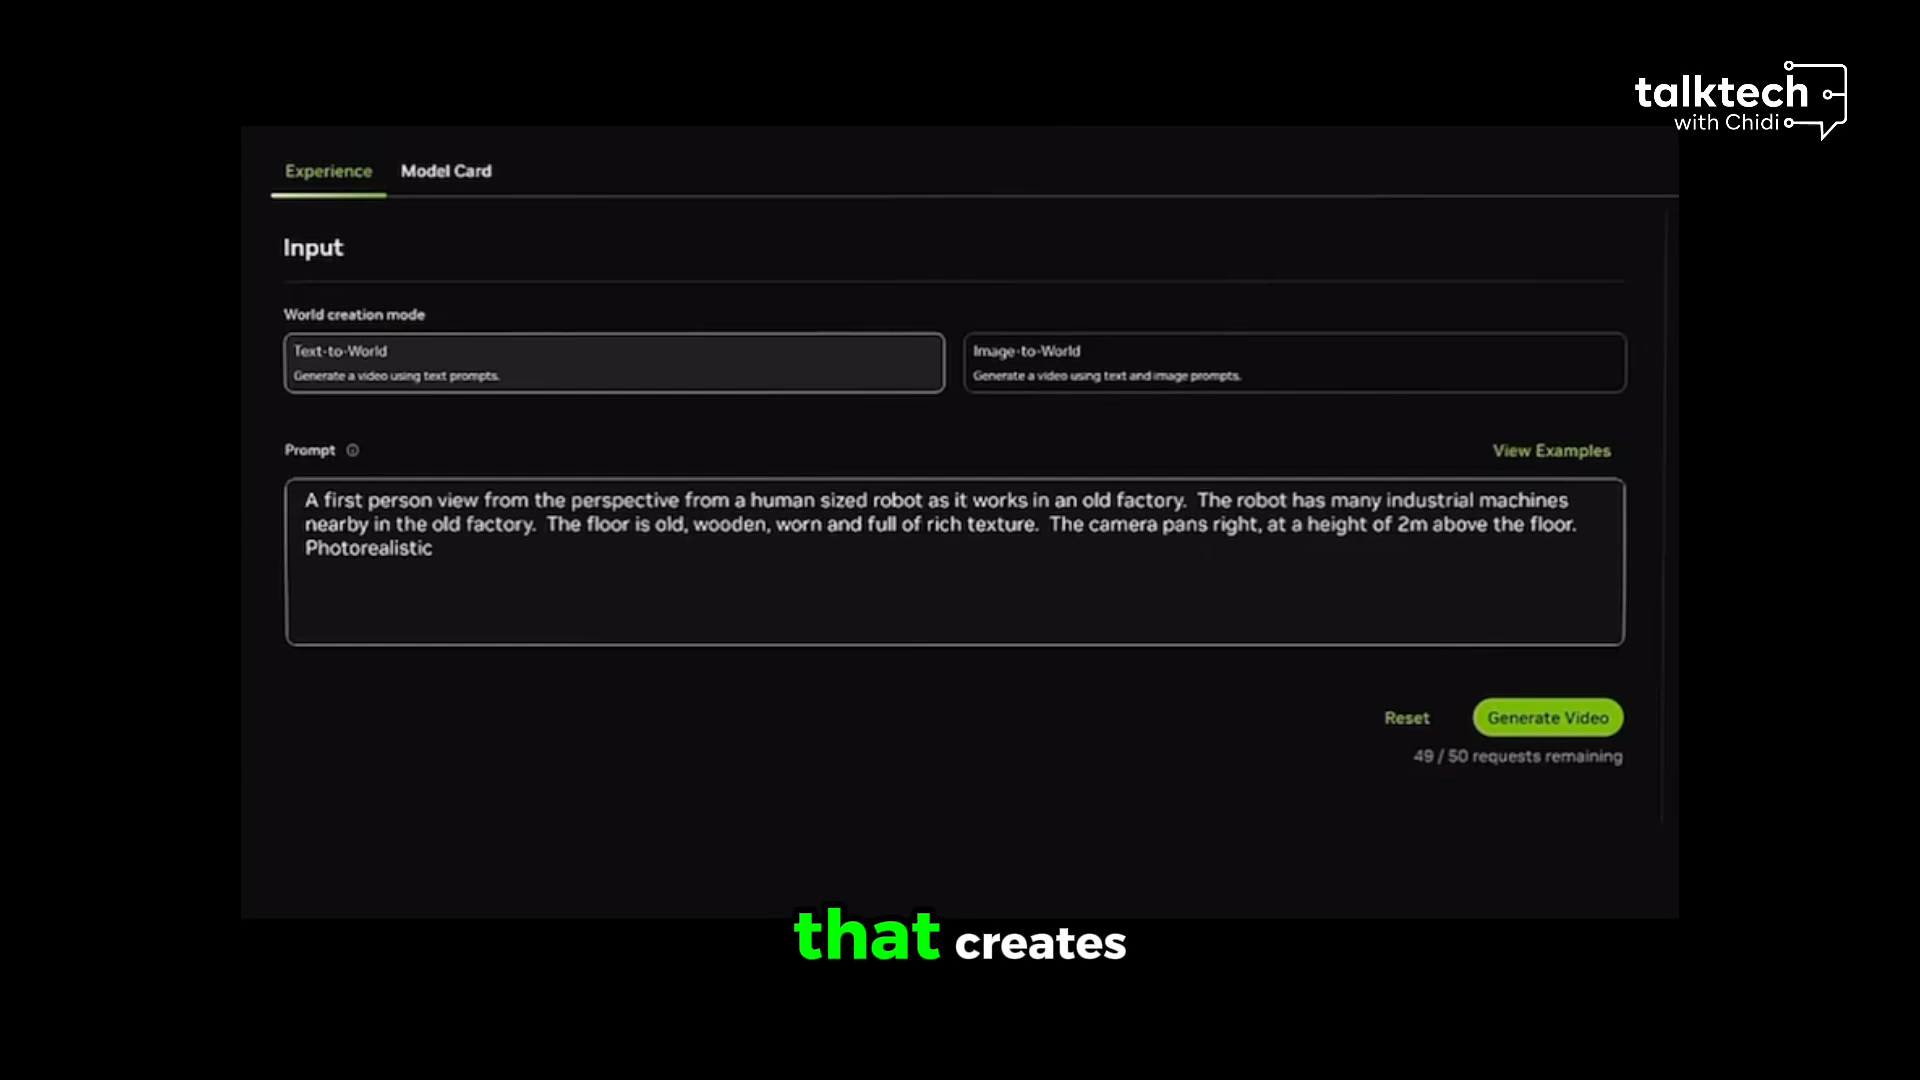 talktech
with Chidi
Experience Model Card
Input
World creation mode
Text-to-World
Generate a video using text prompts.
Image-to-World
Generate a video using text and image prompts.
Prompt
View Examples
A first person view from the perspective from a human sized robot as it works in an old factory. The robot has many industrial machines
nearby in the old factory. The floor is old, wooden, worn and full of rich texture. The camera pans right, at a height of 2m above the floor.
Photorealistic
Reset Generate Video
49 / 50 requests remaining
that creates